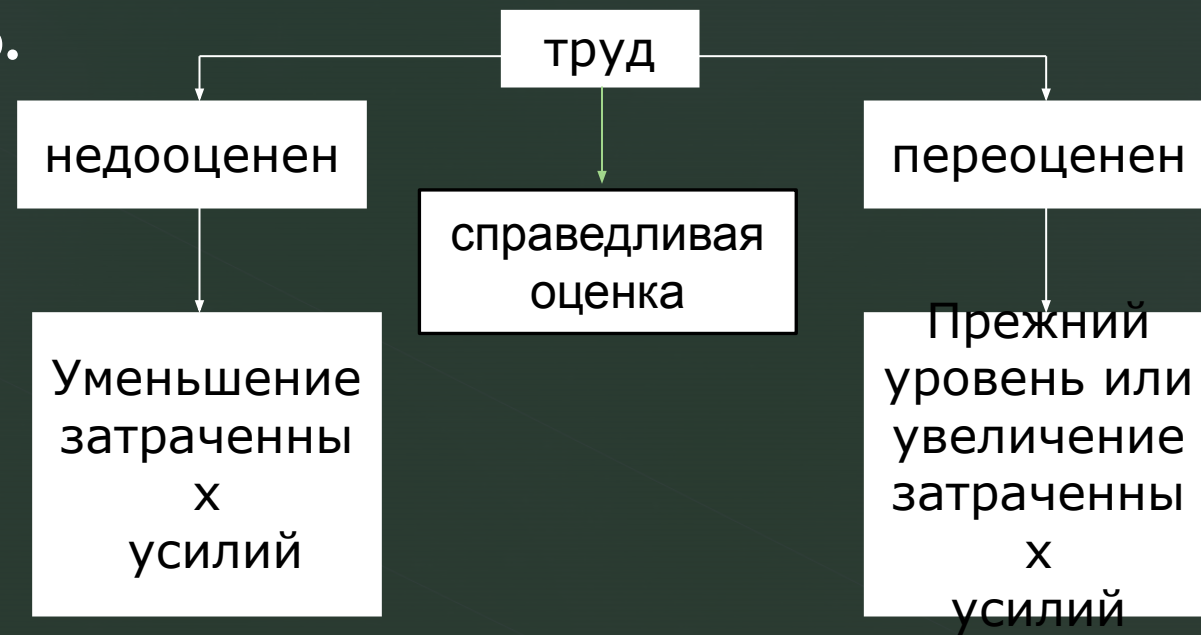 труд
недооценен
переоценен
справедливая
оценка
Уменьшение
затраченны
х
усилий
Прежний
уровень или
увеличение
затраченны
х
усилий